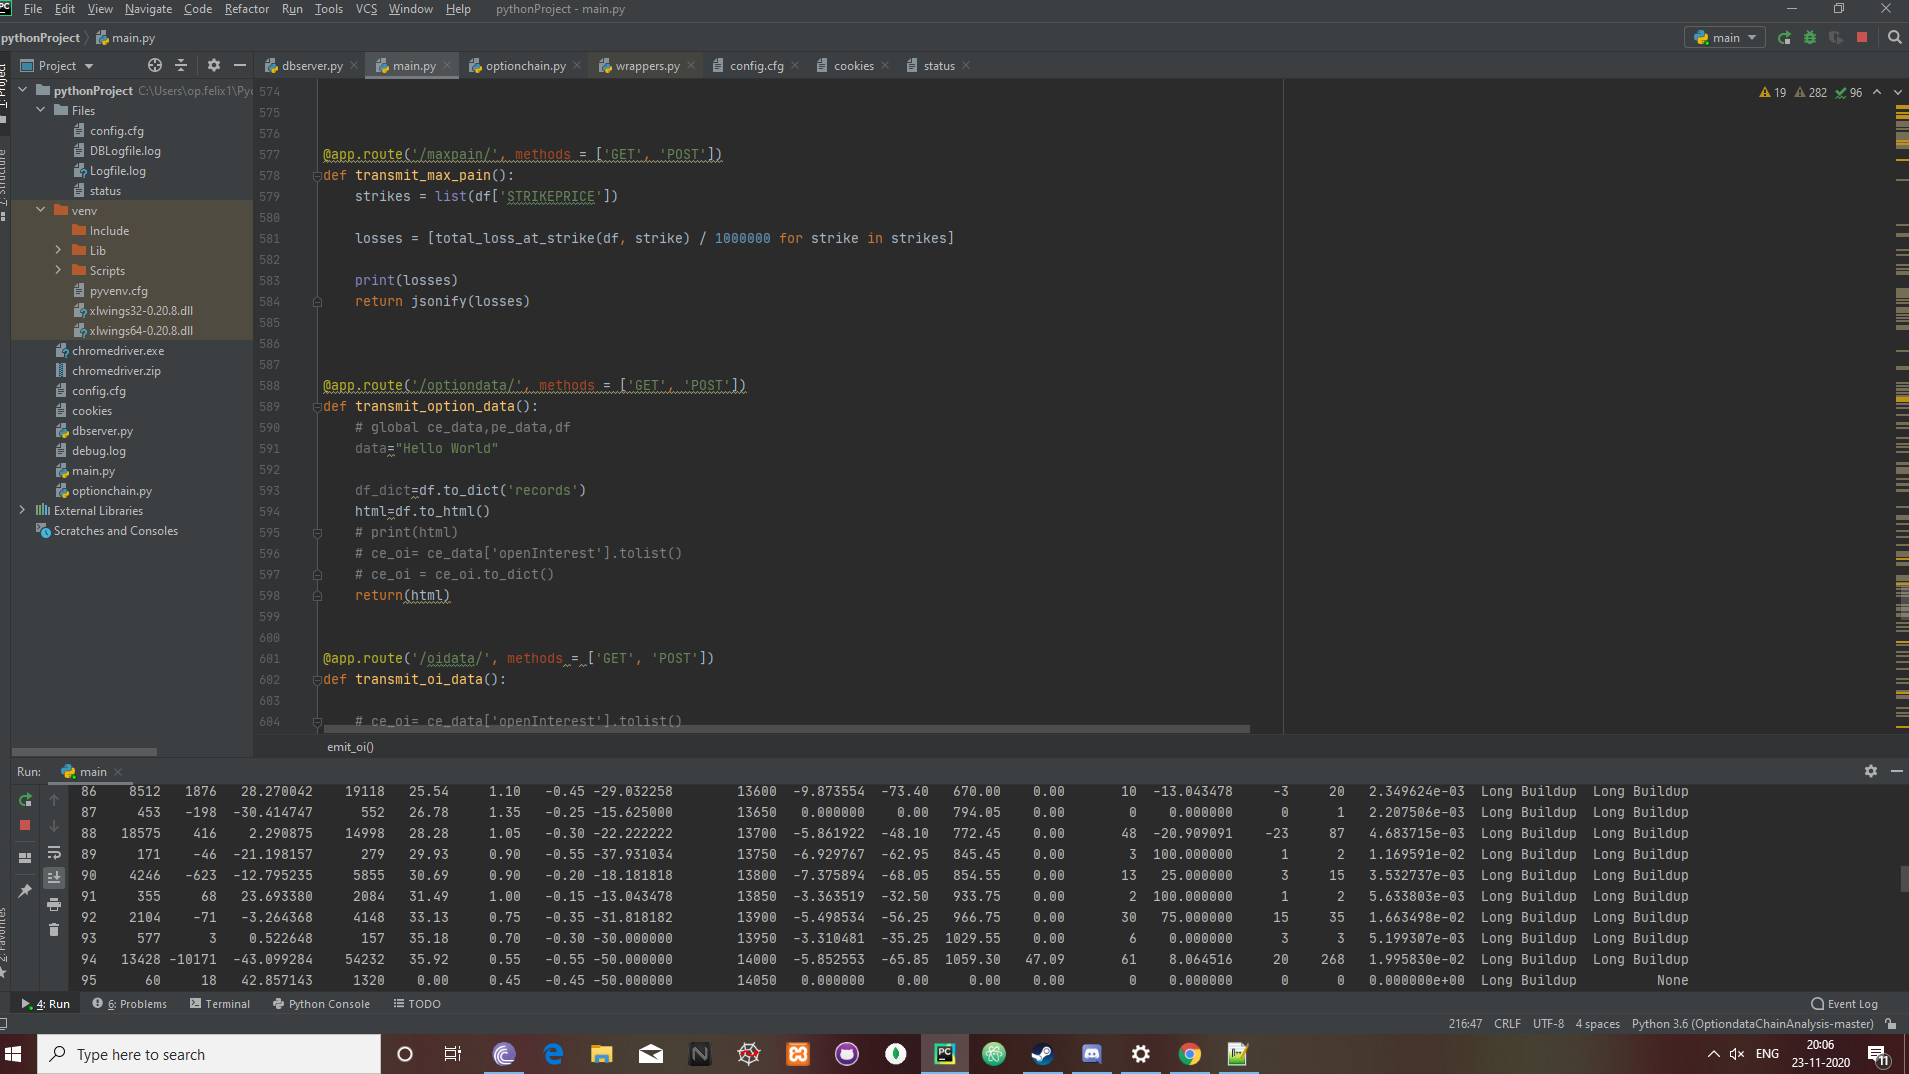 PC File Edit View Navigate Code Refactor Run Tools VCS Window Help pythonProject - main.py
pythonProject main.py main
Project dbserver.py main.py optionchain.py wrappers.py config.cfg cookies status
1: Project
Z: Structure
2: Favorites
pythonProject C:\Users\op.felix1\Pyc
Files
config.cfg
DBLogfile.log
Logfile.log
status
venv
Include
Lib
Scripts
pyvenv.cfg
xlwings32-0.20.8.dll
xlwings64-0.20.8.dll
chromedriver.exe
chromedriver.zip
config.cfg
cookies
dbserver.py
debug.log
main.py
optionchain.py
External Libraries
Scratches and Consoles
19 282 96
574
575
576
577 @app.route('/maxpain/', methods = ['GET', 'POST'])
578 def transmit_max_pain():
579 strikes = list(df['STRIKEPRICE'])
580
581 losses = [total_loss_at_strike(df, strike) / 1000000 for strike in strikes]
582
583 print(losses)
584 return jsonify(losses)
585
586
587
588 @app.route('/optiondata/', methods = ['GET', 'POST'])
589 def transmit_option_data():
590 # global ce_data,pe_data,df
591 data="Hello World"
592
593 df_dict=df.to_dict('records')
594 html=df.to_html()
595 # print(html)
596 # ce_oi= ce_data['openInterest'].tolist()
597 # ce_oi = ce_oi.to_dict()
598 return(html)
599
600
601 @app.route('/oidata/', methods = ['GET', 'POST'])
602 def transmit_oi_data():
603
604 # ce_oi= ce_data['openInterest'].tolist()
emit_oi()
Run: main
86 8512 1876 28.270042 19118 25.54 1.10 -0.45 -29.032258 13600 -9.873554 -73.40 670.00 0.00 10 -13.043478 -3 20 2.349624e-03 Long Buildup Long Buildup
87 453 -198 -30.414747 552 26.78 1.35 -0.25 -15.625000 13650 0.000000 0.00 794.05 0.00 0 0.000000 0 1 2.207506e-03 Long Buildup Long Buildup
88 18575 416 2.290875 14998 28.28 1.05 -0.30 -22.222222 13700 -5.861922 -48.10 772.45 0.00 48 -20.909091 -23 87 4.683715e-03 Long Buildup Long Buildup
89 171 -46 -21.198157 279 29.93 0.90 -0.55 -37.931034 13750 -6.929767 -62.95 845.45 0.00 3 100.000000 1 2 1.169591e-02 Long Buildup Long Buildup
90 4246 -623 -12.795235 5855 30.69 0.90 -0.20 -18.181818 13800 -7.375894 -68.05 854.55 0.00 13 25.000000 3 15 3.532737e-03 Long Buildup Long Buildup
91 355 68 23.693380 2084 31.49 1.00 -0.15 -13.043478 13850 -3.363519 -32.50 933.75 0.00 2 100.000000 1 2 5.633803e-03 Long Buildup Long Buildup
92 2104 -71 -3.264368 4148 33.13 0.75 -0.35 -31.818182 13900 -5.498534 -56.25 966.75 0.00 30 75.000000 15 35 1.663498e-02 Long Buildup Long Buildup
93 577 3 0.522648 157 35.18 0.70 -0.30 -30.000000 13950 -3.310481 -35.25 1029.55 0.00 6 0.000000 3 3 5.199307e-03 Long Buildup Long Buildup
94 13428 -10171 -43.099284 54232 35.92 0.55 -0.55 -50.000000 14000 -5.852553 -65.85 1059.30 47.09 61 8.064516 20 268 1.995830e-02 Long Buildup Long Buildup
95 60 18 42.857143 1320 0.00 0.45 -0.45 -50.000000 14050 0.000000 0.00 0.00 0.00 0 0.000000 0 0 0.000000e+00 Long Buildup None
4: Run 6: Problems Terminal Python Console TODO Event Log
216:47 CRLF UTF-8 4 spaces Python 3.6 (OptiondataChainAnalysis-master)
Type here to search PC ENG 20:06
23-11-2020 11